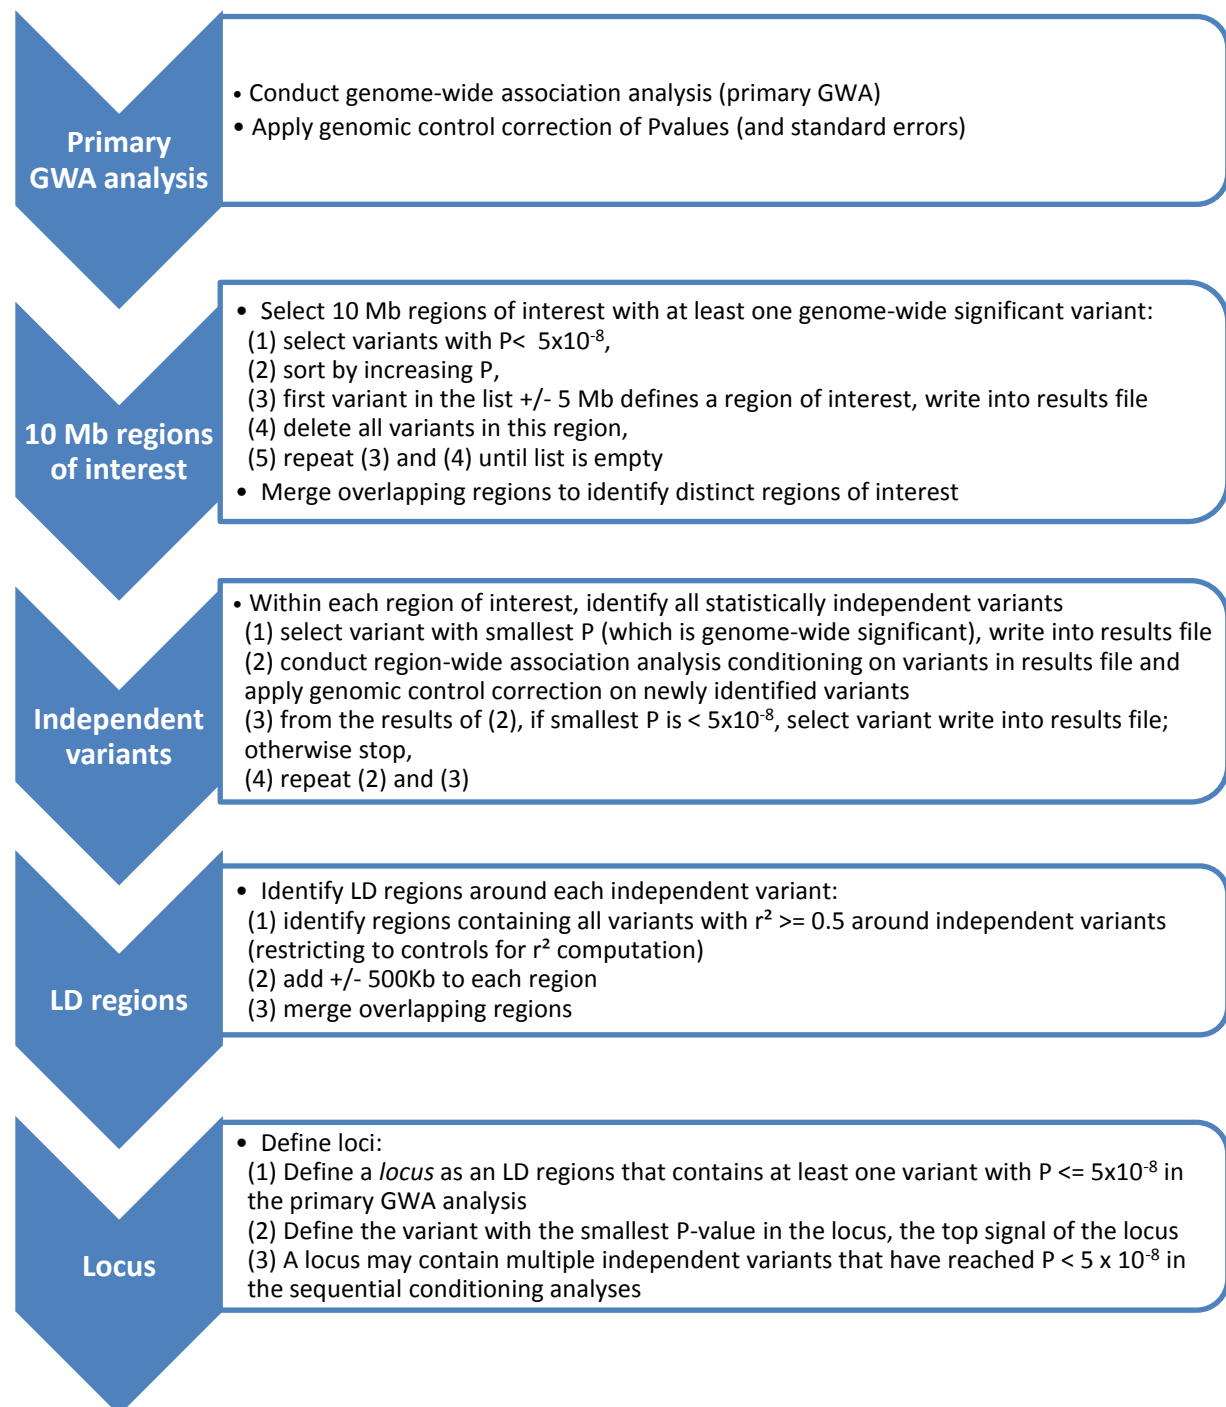 Primary
GWA analysis
• Conduct genome-wide association analysis (primary GWA)
• Apply genomic control correction of Pvalues (and standard errors)
10 Mb regions
of interest
• Select 10 Mb regions of interest with at least one genome-wide significant variant:
(1) select variants with P< 5x10⁻⁸,
(2) sort by increasing P,
(3) first variant in the list +/- 5 Mb defines a region of interest, write into results file
(4) delete all variants in this region,
(5) repeat (3) and (4) until list is empty
• Merge overlapping regions to identify distinct regions of interest
Independent
variants
• Within each region of interest, identify all statistically independent variants
(1) select variant with smallest P (which is genome-wide significant), write into results file
(2) conduct region-wide association analysis conditioning on variants in results file and
apply genomic control correction on newly identified variants
(3) from the results of (2), if smallest P is < 5x10⁻⁸, select variant write into results file;
otherwise stop,
(4) repeat (2) and (3)
LD regions
• Identify LD regions around each independent variant:
(1) identify regions containing all variants with r² >= 0.5 around independent variants
(restricting to controls for r² computation)
(2) add +/- 500Kb to each region
(3) merge overlapping regions
Locus
• Define loci:
(1) Define a locus as an LD regions that contains at least one variant with P <= 5x10⁻⁸ in
the primary GWA analysis
(2) Define the variant with the smallest P-value in the locus, the top signal of the locus
(3) A locus may contain multiple independent variants that have reached P < 5 x 10⁻⁸ in
the sequential conditioning analyses